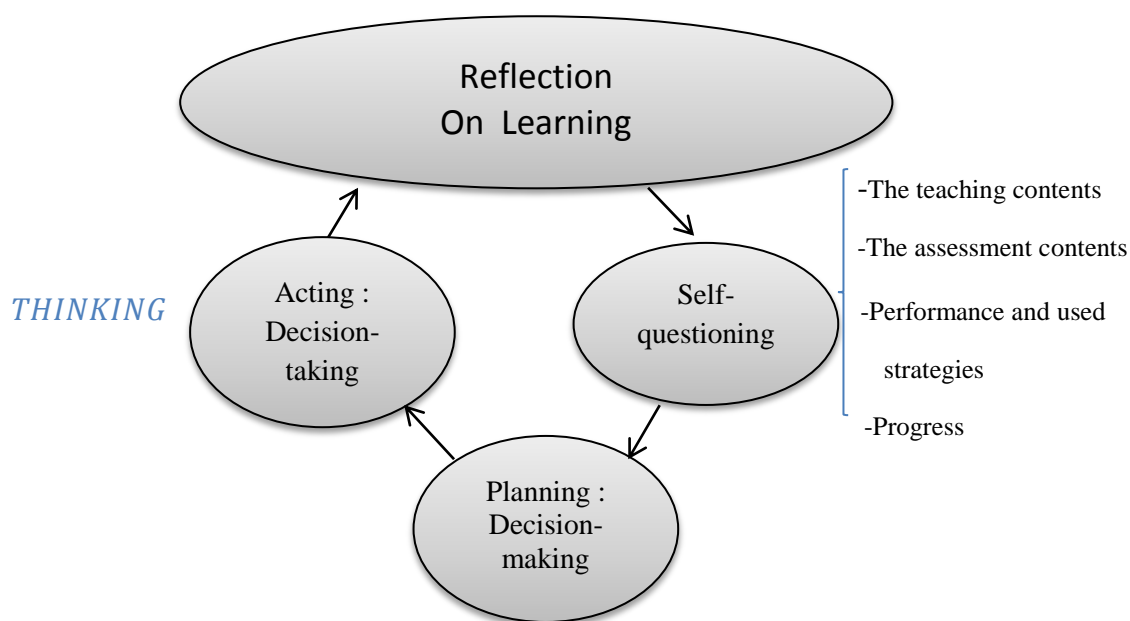 Reflection
On Learning
-The teaching contents
-The assessment contents
-Performance and used
strategies
-Progress
Self-
questioning
Acting :
Decision-
taking
THINKING
Planning :
Decision-
making